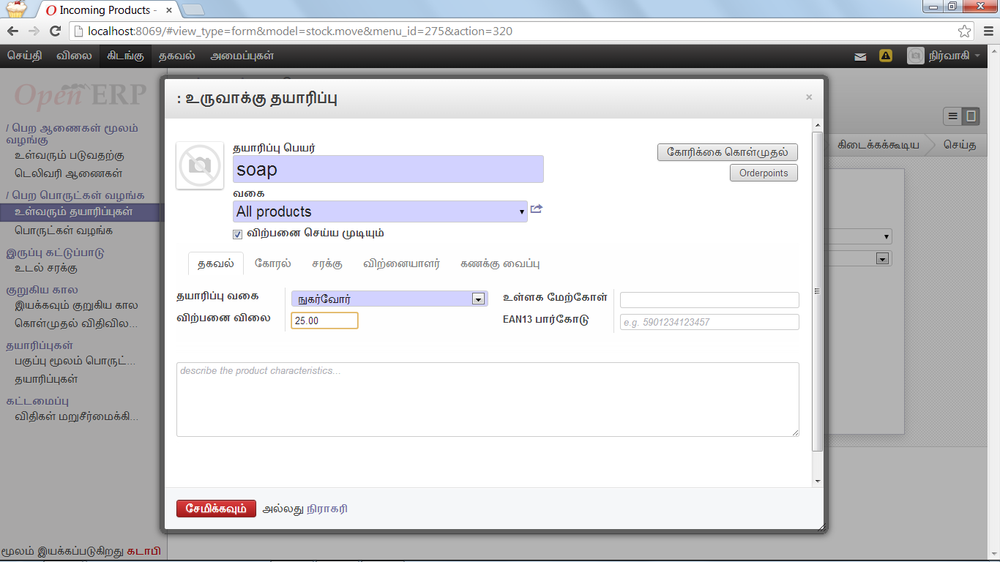 Incoming Products -
localhost:8069/#view_type=form&model=stock.move&menu_id=275&action=320
செய்தி விலை கிடங்கு தகவல் அமைப்புகள் நிர்வாகி
Open ERP
/ பெற ஆணைகள் மூலம்
வழங்கு
உள்வரும் படுவதற்கு
டெலிவரி ஆணைகள்
/ பெற பொருட்கள் வழங்க
உள்வரும் தயாரிப்புகள்
பொருட்கள் வழங்க
இருப்பு கட்டுப்பாடு
உடல் சரக்கு
குறுகிய கால
இயக்கவும் குறுகிய கால
கொள்முதல் விதிவில...
தயாரிப்புகள்
பகுப்பு மூலம் பொருட்...
தயாரிப்புகள்
கட்டமைப்பு
விதிகள் மறுசீர்மைக்கி...
மூலம் இயக்கப்படுகிறது கடாபி
: உருவாக்கு தயாரிப்பு
×
தயாரிப்பு பெயர்
soap
கோரிக்கை கொள்முதல்
Orderpoints
வகை
All products
விற்பனை செய்ய முடியும்
தகவல் கோரல் சரக்கு விற்னையாளர் கணக்கு வைப்பு
தயாரிப்பு வகை நுகர்வோர் உள்ளக மேற்கோள்
விற்பனை விலை 25.00 EAN13 பார்கோடு e.g. 5901234123457
describe the product characteristics...
சேமிக்கவும் அல்லது நிராகரி
கிடைக்கக்கூடிய செய்த